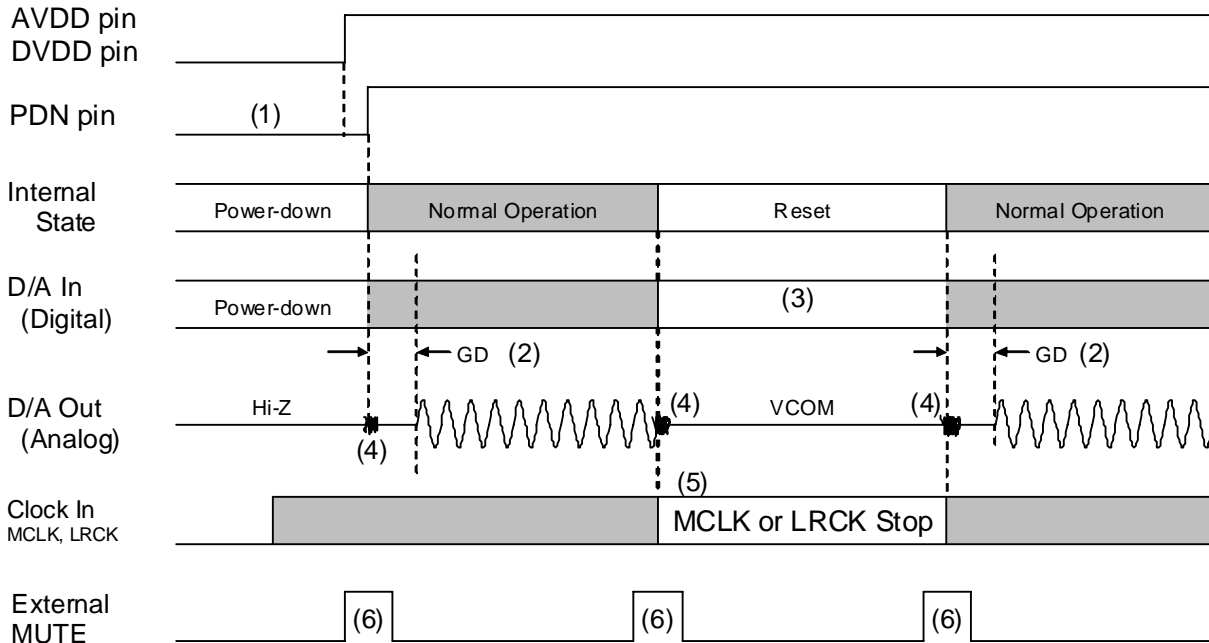 AVDD pin
DVDD pin
PDN pin
(1)
Internal
State
Power-down
Normal Operation
Reset
Normal Operation
D/A In
(Digital)
Power-down
(3)
GD (2)
GD (2)
D/A Out
(Analog)
Hi-Z
(4)
(4)
VCOM
(4)
(5)
Clock In
MCLK, LRCK
MCLK or LRCK Stop
External
MUTE
(6)
(6)
(6)